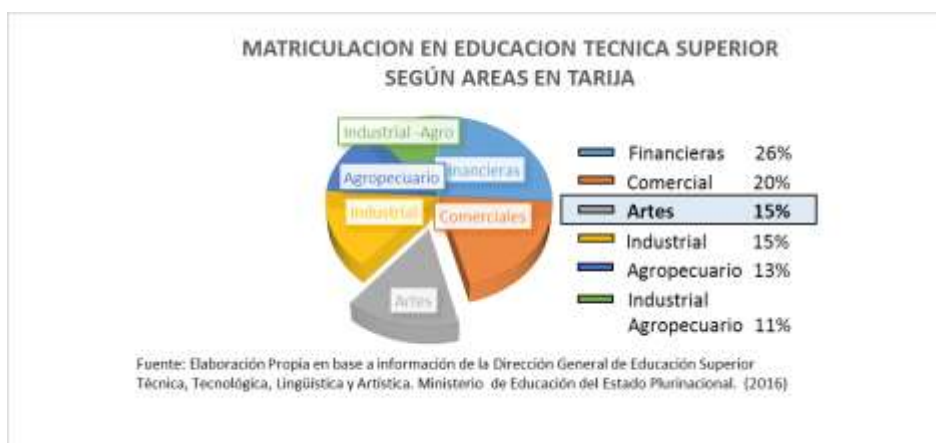 MATRICULACION EN EDUCACION TECNICA SUPERIOR
SEGÚN AREAS EN TARIJA
Industrial -Agro
Agropecuario
Financieras
Industrial
Comerciales
Artes
Financieras 26%
Comercial 20%
Artes 15%
Industrial 15%
Agropecuario 13%
Industrial
Agropecuario 11%
Fuente: Elaboración Propia en base a información de la Dirección General de Educación Superior
Técnica, Tecnológica, Lingüística y Artística. Ministerio de Educación del Estado Plurinacional. (2016)